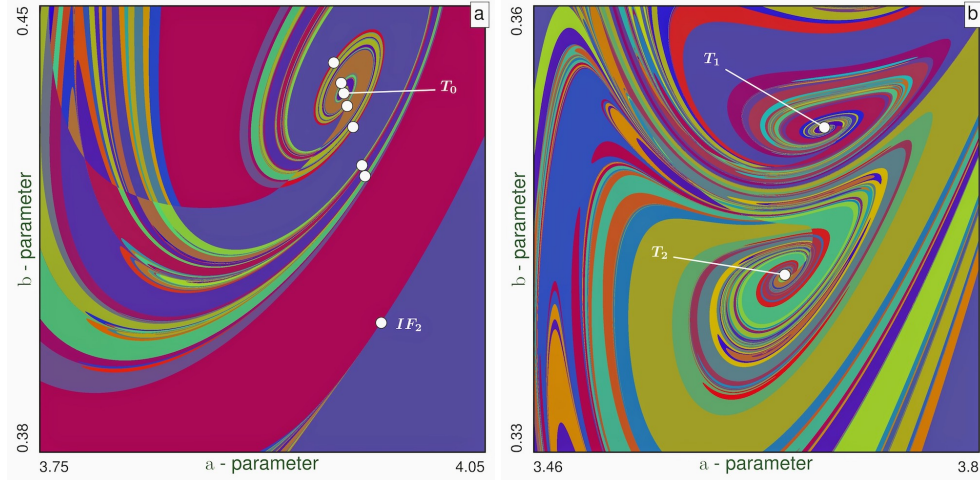 0.45
a
T₀
b - parameter
IF₂
0.38
3.75
a - parameter
4.05
0.36
b
T₁
T₂
b - parameter
0.33
3.46
a - parameter
3.8